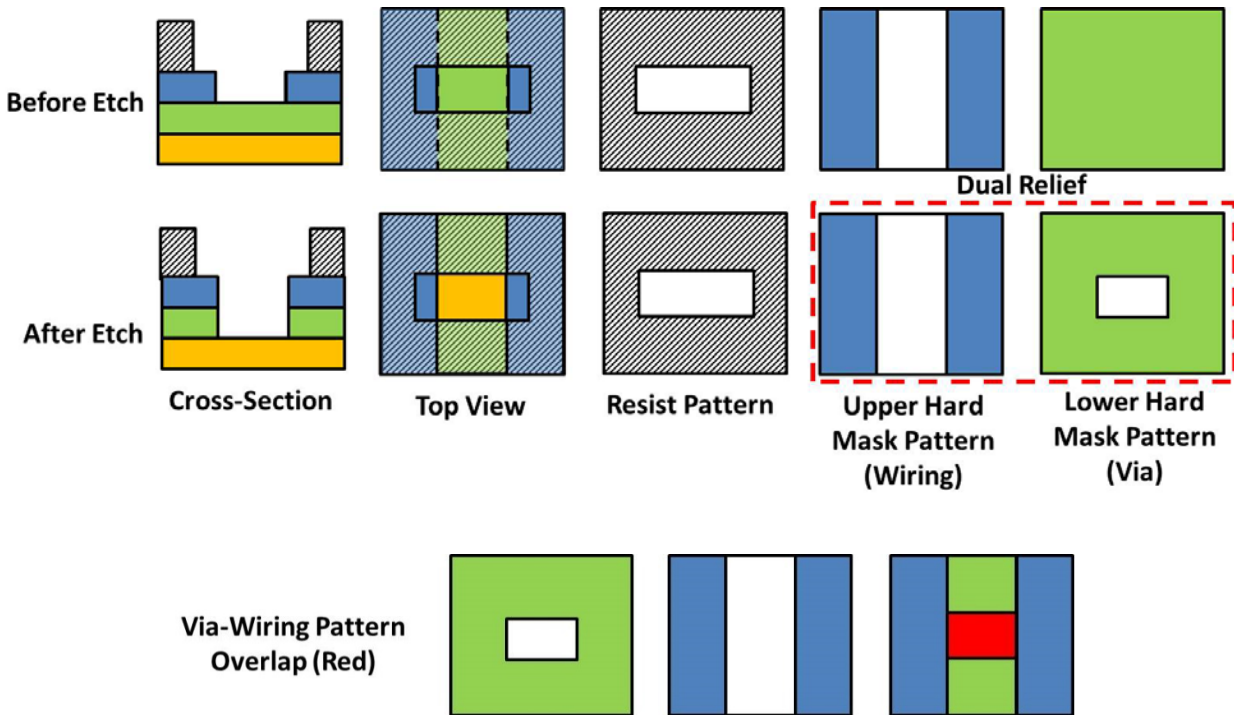 Before Etch
Dual Relief
After Etch
Cross-Section
Top View
Resist Pattern
Upper Hard
Mask Pattern
(Wiring)
Lower Hard
Mask Pattern
(Via)
Via-Wiring Pattern
Overlap (Red)